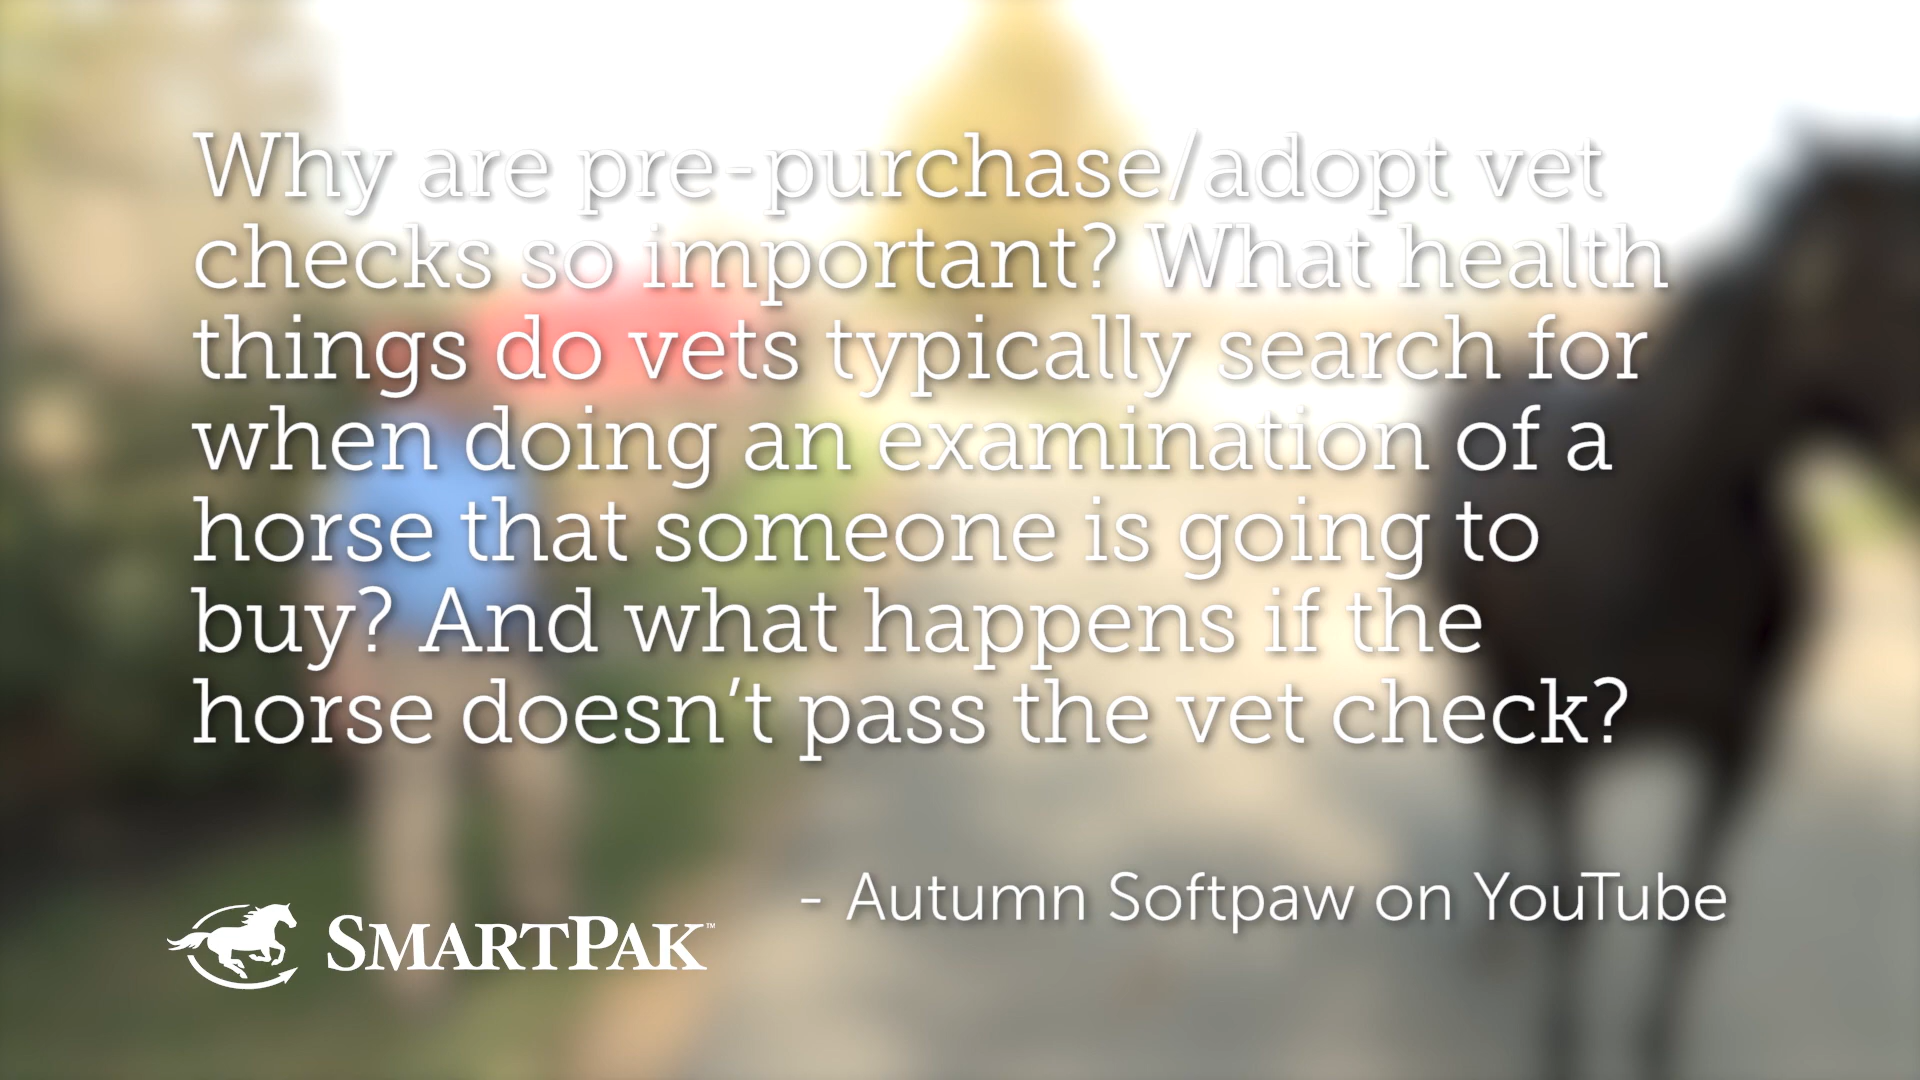 Why are pre-purchase/adopt vet
checks so important? What health
things do vets typically search for
when doing an examination of a
horse that someone is going to
buy? And what happens if the
horse doesn’t pass the vet check?
- Autumn Softpaw on YouTube
SMARTPAK™